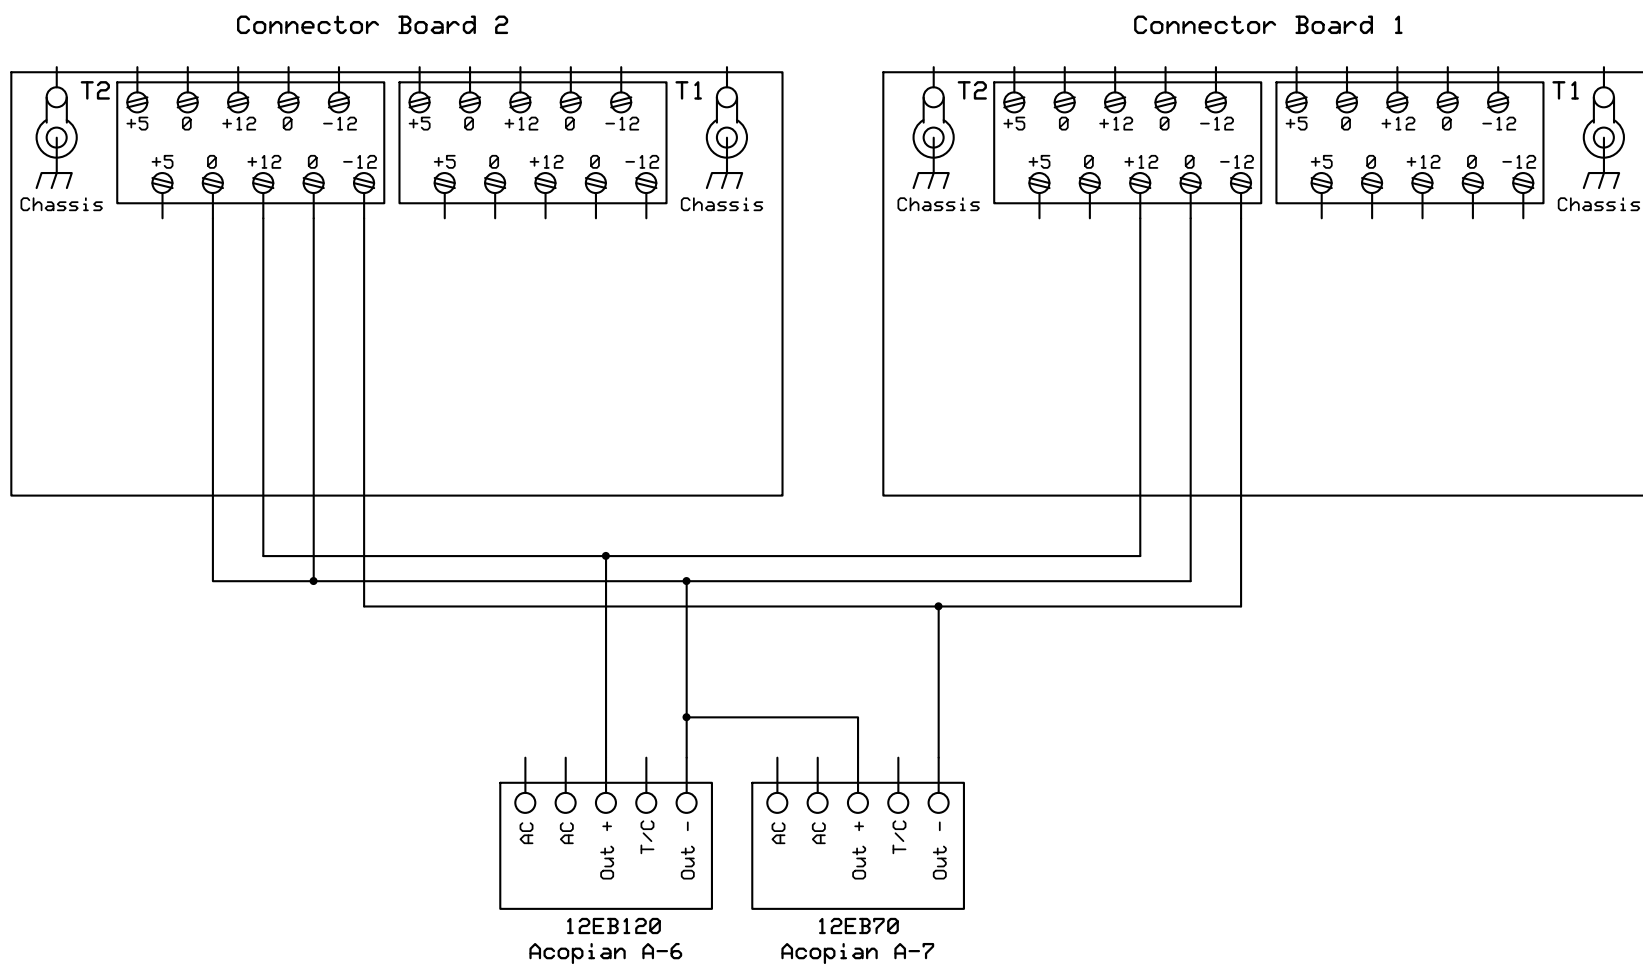 Connector Board 2
Connector Board 1
T2 T1 T2 T1
+5 0 +12 0 -12 +5 0 +12 0 -12 +5 0 +12 0 -12 +5 0 +12 0 -12
+5 0 +12 0 -12 +5 0 +12 0 -12 +5 0 +12 0 -12 +5 0 +12 0 -12
Chassis Chassis Chassis Chassis
AC AC Out + T/C Out -
AC AC Out + T/C Out -
12EB120
Acopian A-6
12EB70
Acopian A-7